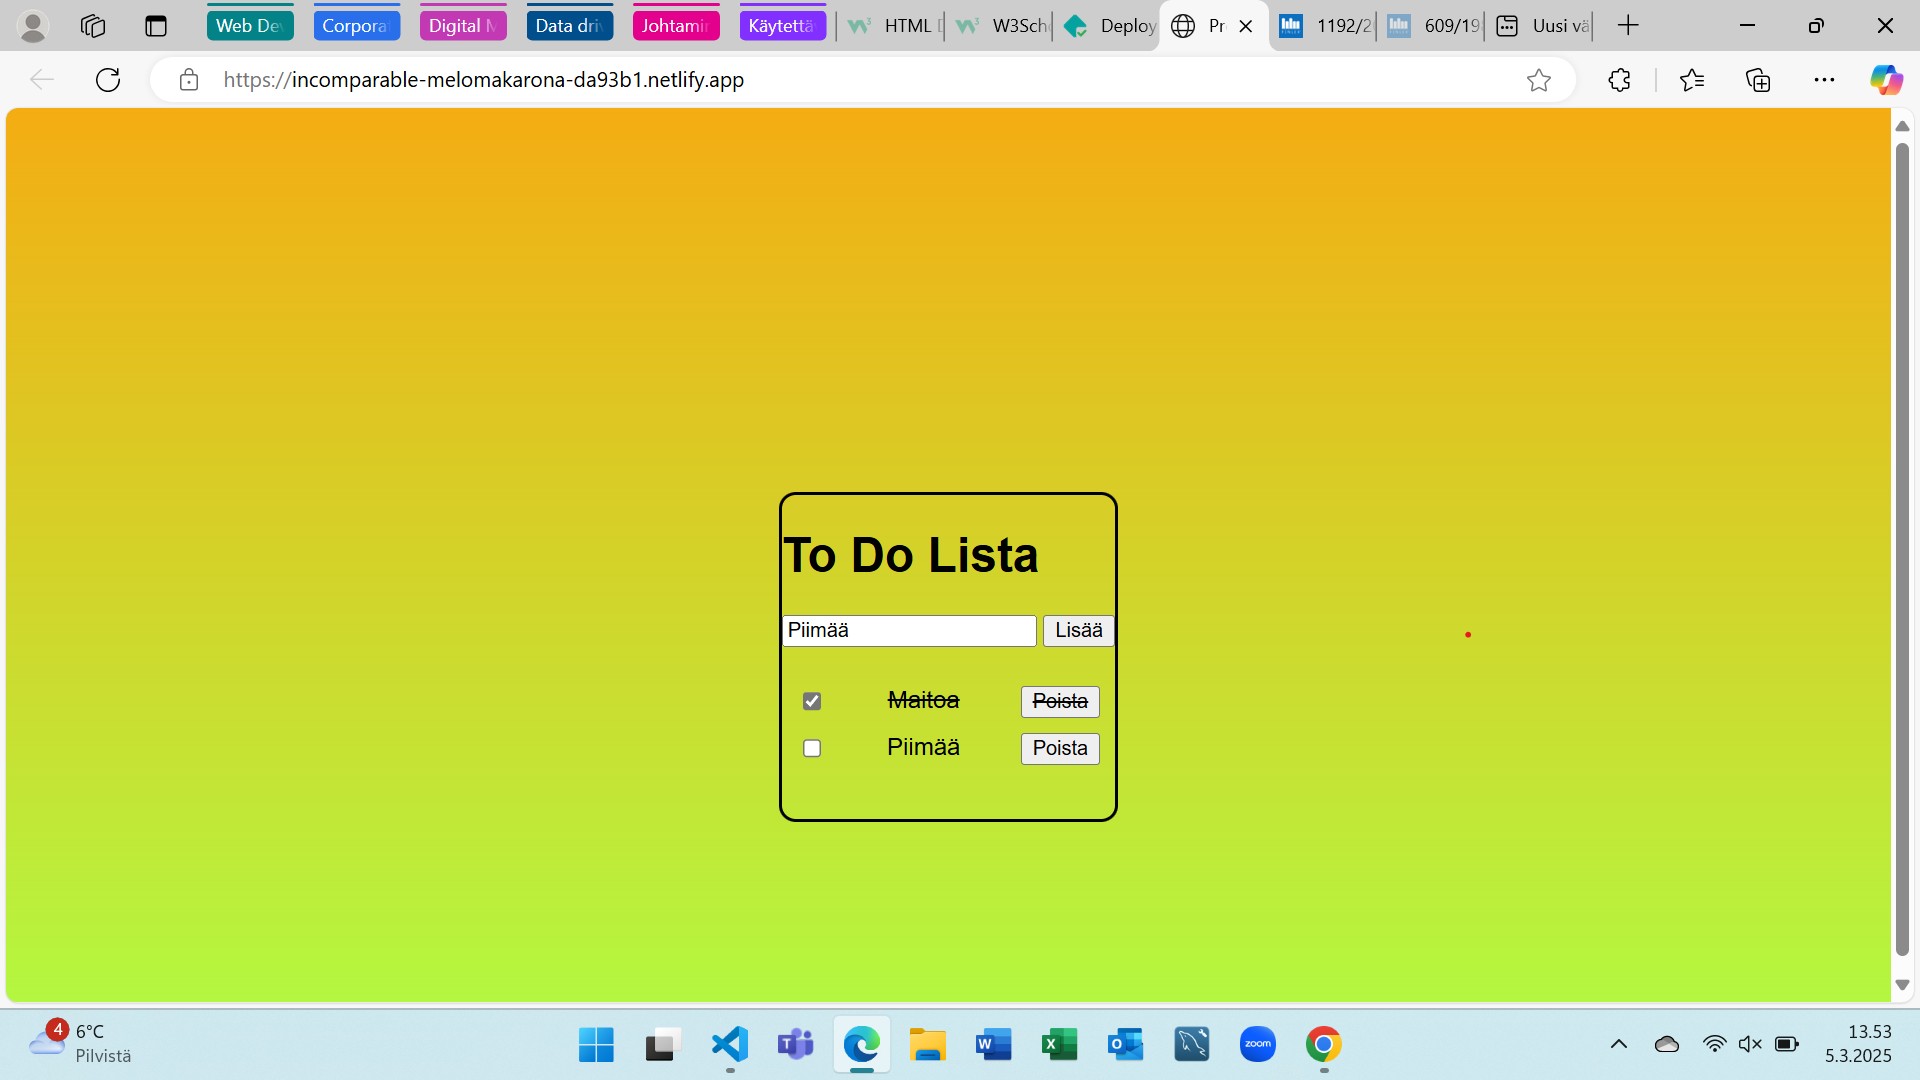 Web De
Corpora
Digital M
Data dri
Johtamin
Käytettä
HTML
W3Sch
Deploy
Pr
1192/2
609/19
Uusi vä
https://incomparable-melomakarona-da93b1.netlify.app
To Do Lista
Piimää
Lisää
Maitoa
Poista
Piimää
Poista
4
6°C
Pilvistä
zoom
13.53
5.3.2025